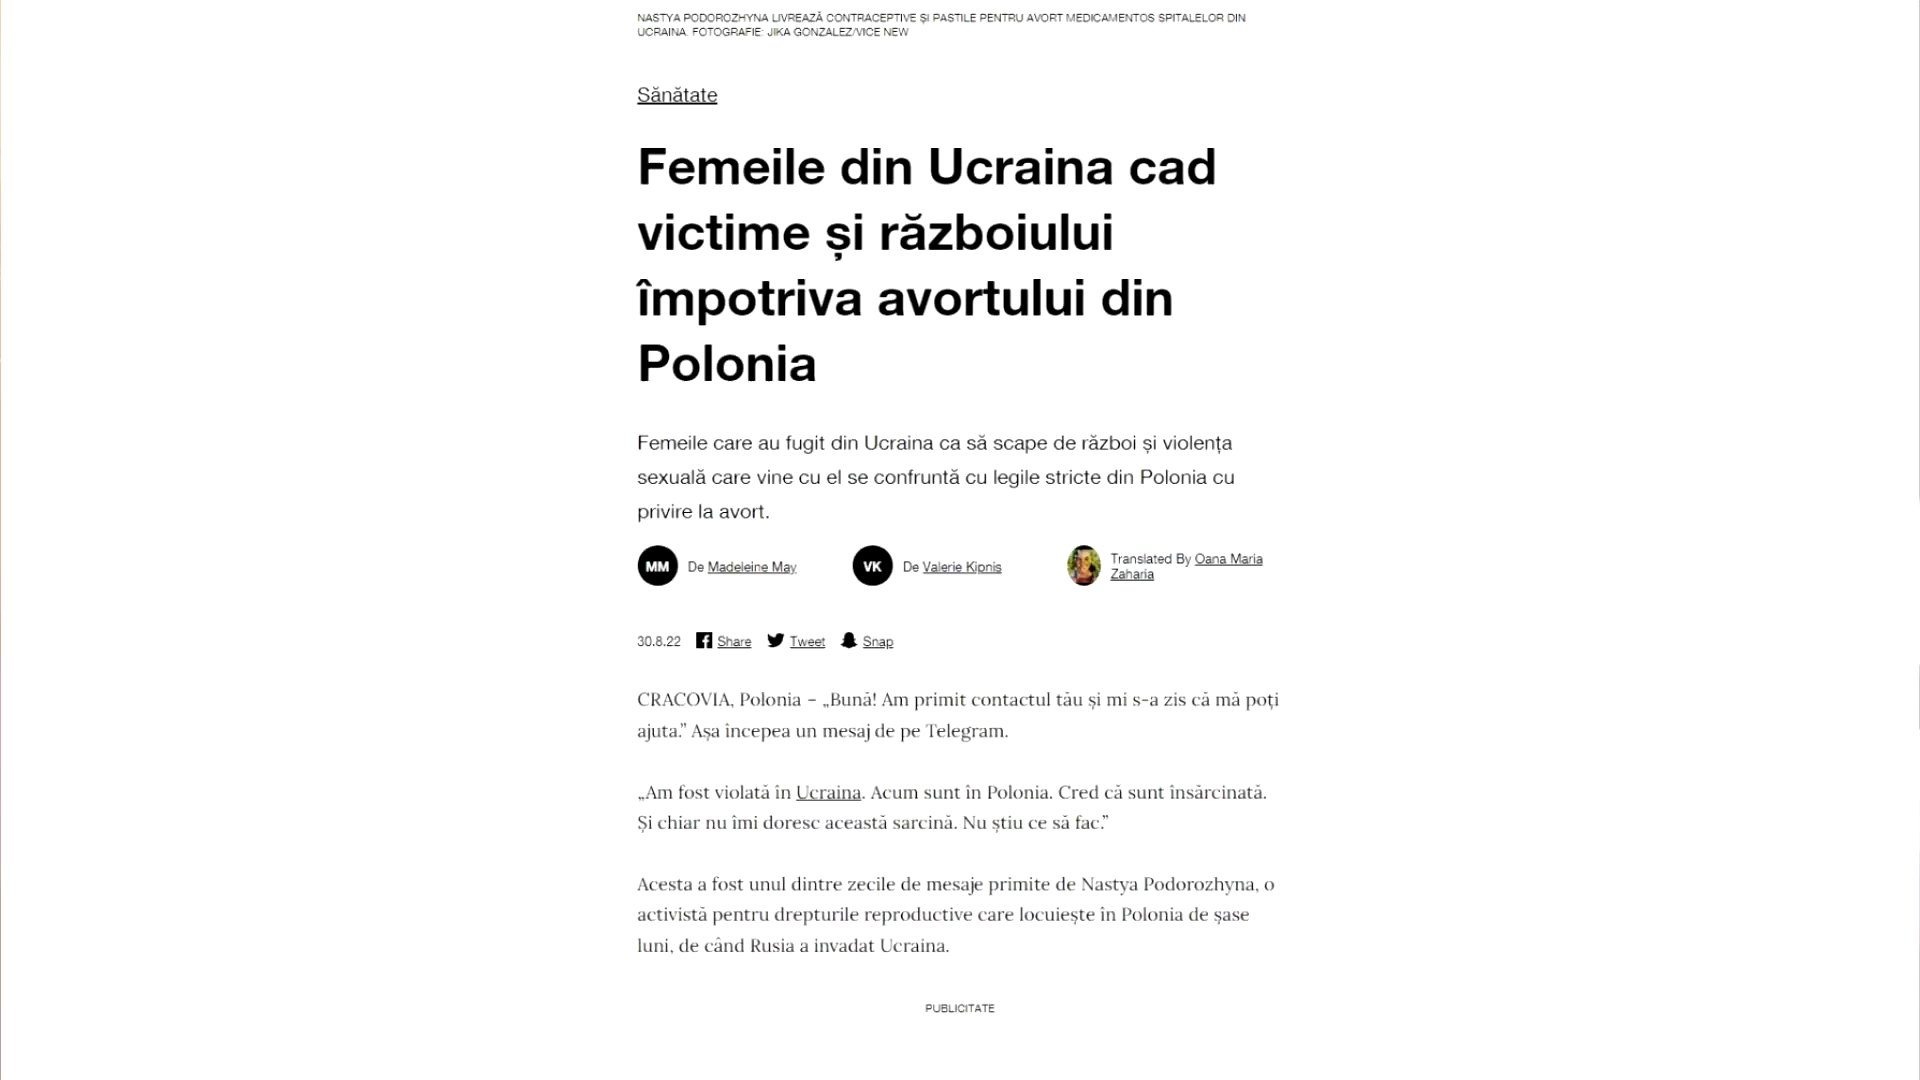 NASTYA PODOROZHYNA LIVREAZĂ CONTRACEPTIVE ȘI PASTILE PENTRU AVORT MEDICAMENTOS SPITALELOR DIN
UCRAINA. FOTOGRAFIE: JIKA GONZALEZ/VICE NEW
Sănătate
Femeile din Ucraina cad
victime și războiului
împotriva avortului din
Polonia
Femeile care au fugit din Ucraina ca să scape de război și violența
sexuală care vine cu el se confruntă cu legile stricte din Polonia cu
privire la avort.
MM De Madeleine May VK De Valerie Kipnis Translated By Oana Maria
Zaharia
30.8.22 Share Tweet Snap
CRACOVIA, Polonia – „Bună! Am primit contactul tău și mi s-a zis că mă poți
ajuta.” Așa începea un mesaj de pe Telegram.
„Am fost violată în Ucraina. Acum sunt în Polonia. Cred că sunt însărcinată.
Și chiar nu îmi doresc această sarcină. Nu știu ce să fac.”
Acesta a fost unul dintre zecile de mesaje primite de Nastya Podorozhyna, o
activistă pentru drepturile reproductive care locuiește în Polonia de șase
luni, de când Rusia a invadat Ucraina.
PUBLICITATE